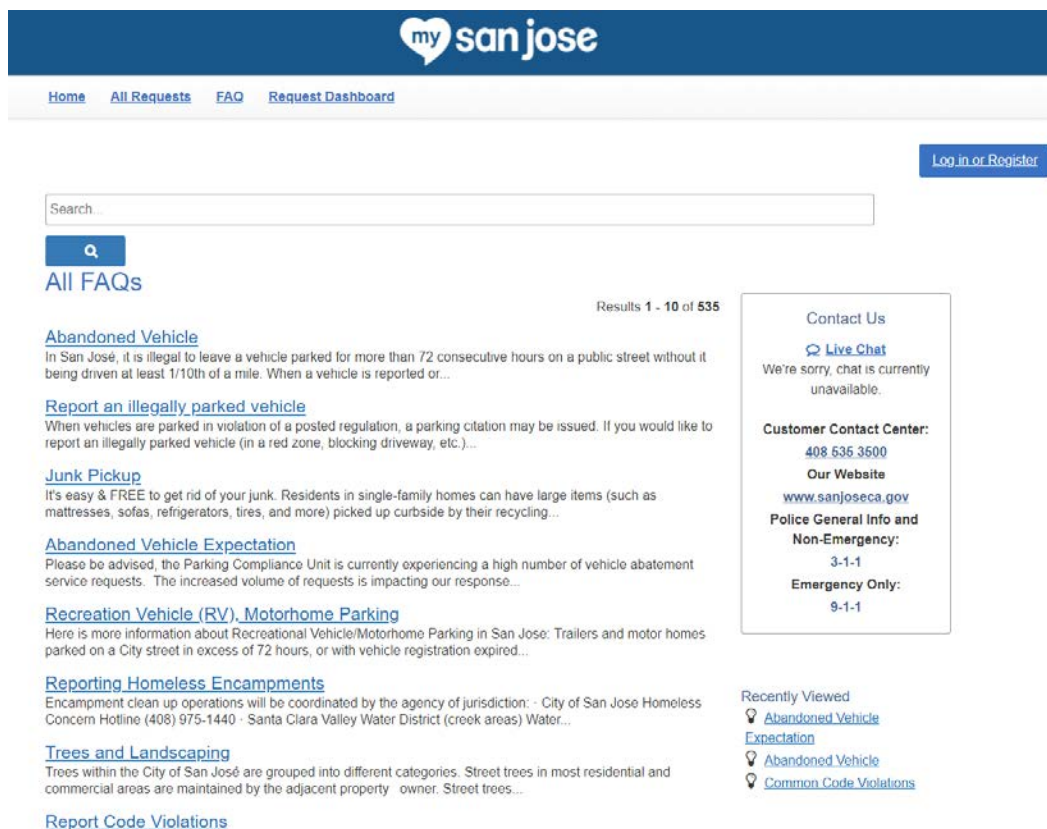 my san jose
Home All Requests FAQ Request Dashboard
Log in or Register
Search...
All FAQs
Results 1 - 10 of 535
Abandoned Vehicle
In San José, it is illegal to leave a vehicle parked for more than 72 consecutive hours on a public street without it
being driven at least 1/10th of a mile. When a vehicle is reported or...
Report an illegally parked vehicle
When vehicles are parked in violation of a posted regulation, a parking citation may be issued. If you would like to
report an illegally parked vehicle (in a red zone, blocking driveway, etc.)...
Junk Pickup
It's easy & FREE to get rid of your junk. Residents in single-family homes can have large items (such as
mattresses, sofas, refrigerators, tires, and more) picked up curbside by their recycling...
Abandoned Vehicle Expectation
Please be advised, the Parking Compliance Unit is currently experiencing a high number of vehicle abatement
service requests. The increased volume of requests is impacting our response...
Recreation Vehicle (RV), Motorhome Parking
Here is more information about Recreational Vehicle/Motorhome Parking in San Jose: Trailers and motor homes
parked on a City street in excess of 72 hours, or with vehicle registration expired...
Reporting Homeless Encampments
Encampment clean up operations will be coordinated by the agency of jurisdiction: · City of San Jose Homeless
Concern Hotline (408) 975-1440 · Santa Clara Valley Water District (creek areas) Water...
Trees and Landscaping
Trees within the City of San José are grouped into different categories. Street trees in most residential and
commercial areas are maintained by the adjacent property owner. Street trees...
Report Code Violations
Contact Us
Live Chat
We're sorry, chat is currently
unavailable.
Customer Contact Center:
408 535 3500
Our Website
www.sanjoseca.gov
Police General Info and
Non-Emergency:
3-1-1
Emergency Only:
9-1-1
Recently Viewed
Abandoned Vehicle
Expectation
Abandoned Vehicle
Common Code Violations